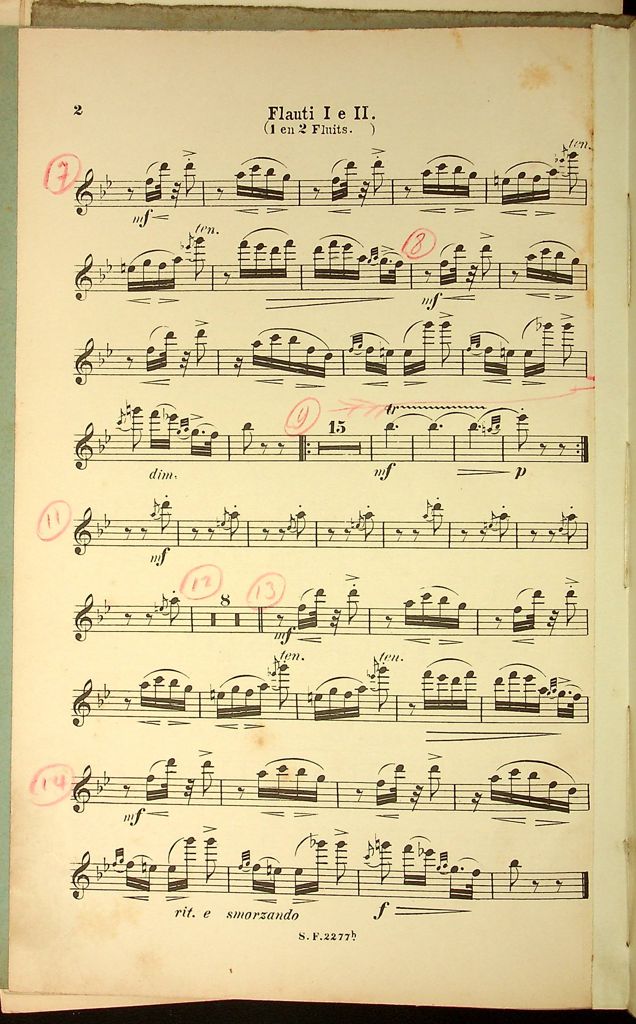 2
Flauti I e II.
(1 en 2 Fluits. )
ten.
7
mf
ten.
8
mf
9
tr
15
dim.
mf
p
11
mf
12
8
13
mf
ten.
ten.
14
mf
rit. e smorzando
f
S. F. 2277h